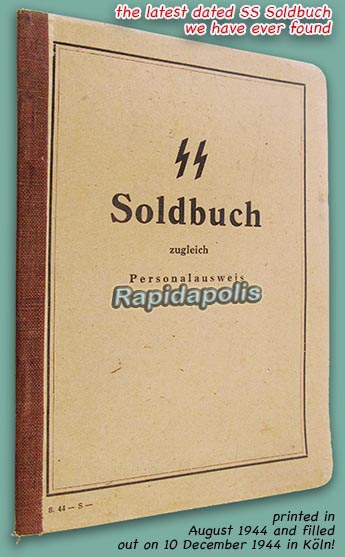 the latest dated SS Soldbuch
we have ever found
ᛋᛋ
Soldbuch
zugleich
Personalausweis
Rapidapolis
8. 44 — S —
printed in
August 1944 and filled
out on 10 December 1944 in Köln!